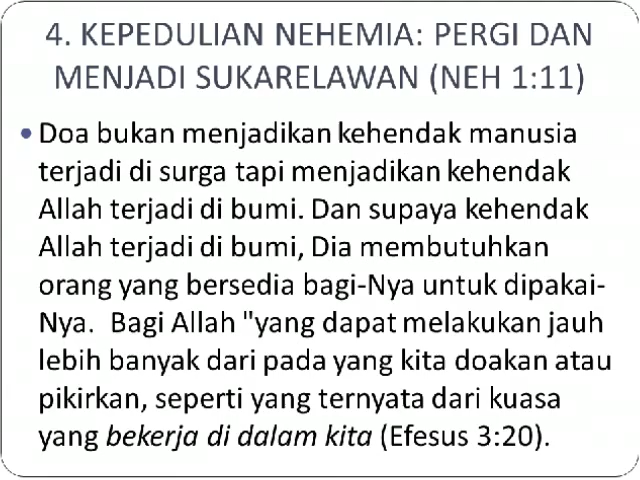 4. KEPEDULIAN NEHEMIA: PERGI DAN
MENJADI SUKARELAWAN (NEH 1:11)
• Doa bukan menjadikan kehendak manusia
terjadi di surga tapi menjadikan kehendak
Allah terjadi di bumi. Dan supaya kehendak
Allah terjadi di bumi, Dia membutuhkan
orang yang bersedia bagi-Nya untuk dipakai-
Nya.  Bagi Allah "yang dapat melakukan jauh
lebih banyak dari pada yang kita doakan atau
pikirkan, seperti yang ternyata dari kuasa
yang bekerja di dalam kita (Efesus 3:20).